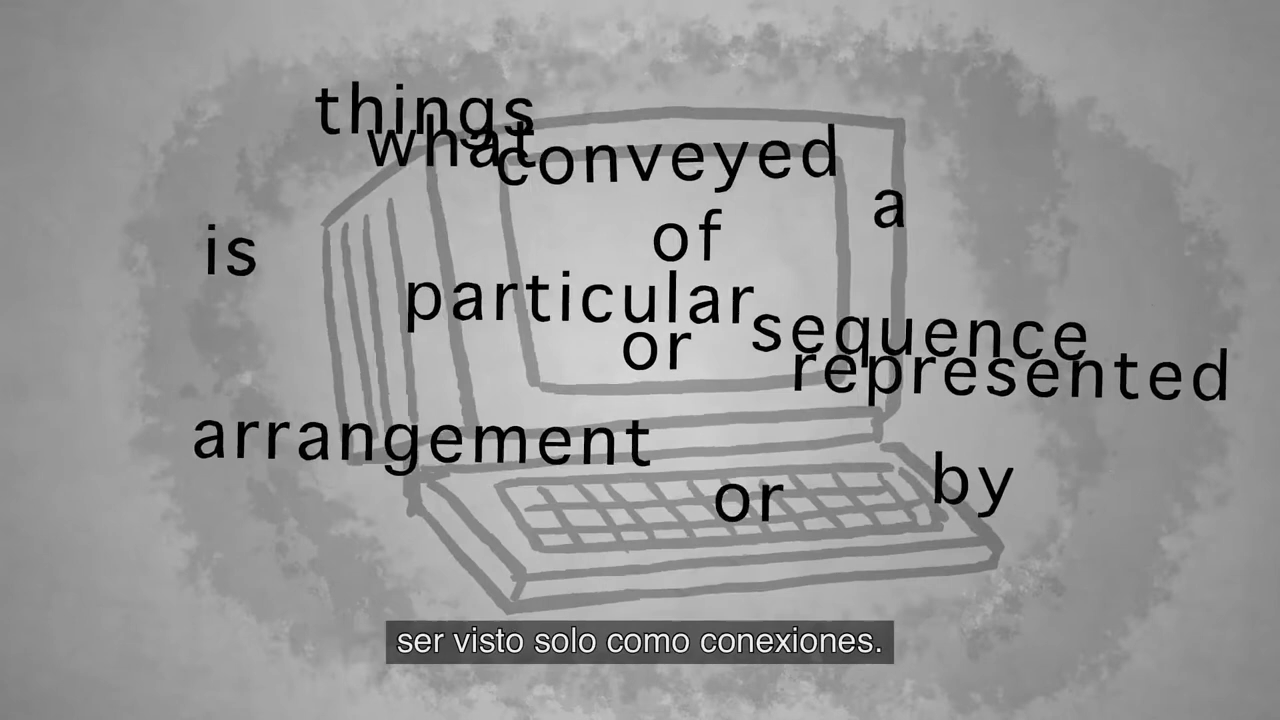 things
what
conveyed
a
is
of
particular
sequence
or
represented
arrangement
by
or
ser visto solo como conexiones.